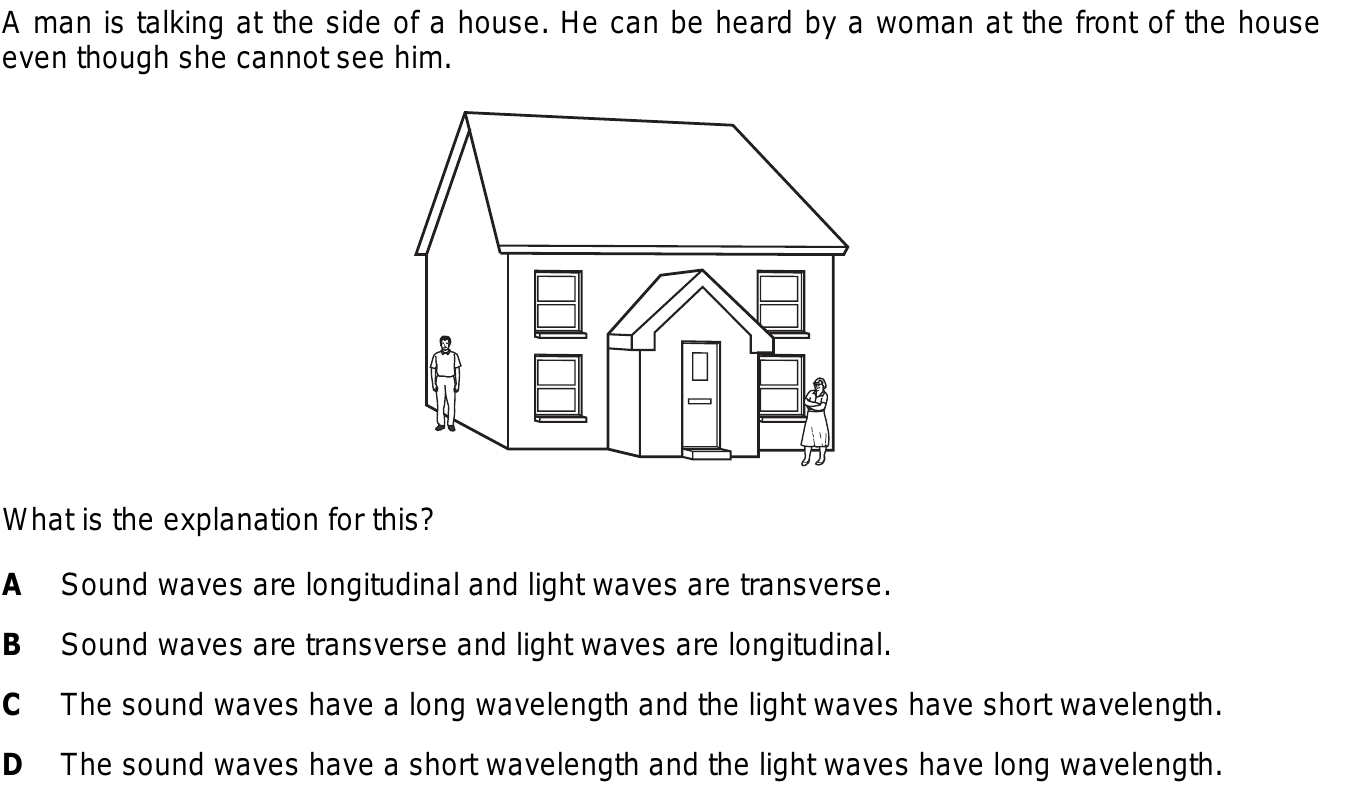 A man is talking at the side of a house. He can be heard by a woman at the front of the house
even though she cannot see him.
What is the explanation for this?
A Sound waves are longitudinal and light waves are transverse.
B Sound waves are transverse and light waves are longitudinal.
C The sound waves have a long wavelength and the light waves have short wavelength.
D The sound waves have a short wavelength and the light waves have long wavelength.